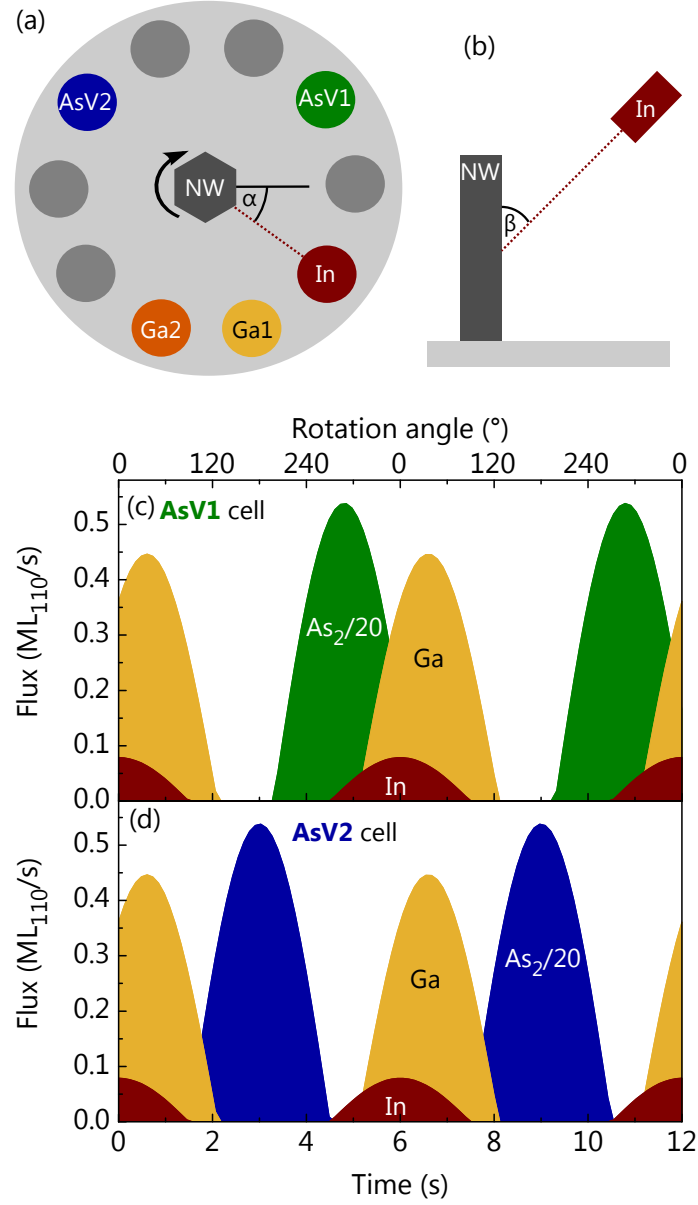 (a)
(b)
AsV2
AsV1
NW
α
In
Ga2
Ga1
In
NW
β
Rotation angle (°)
0 120 240 0 120 240 0
(c) AsV1 cell
0.5
0.4
0.3
0.2
0.1
0.0
Flux (ML110/s)
As2/20
Ga
In
(d) AsV2 cell
0.5
0.4
0.3
0.2
0.1
0.0
Flux (ML110/s)
Ga
As2/20
In
0 2 4 6 8 10 12
Time (s)